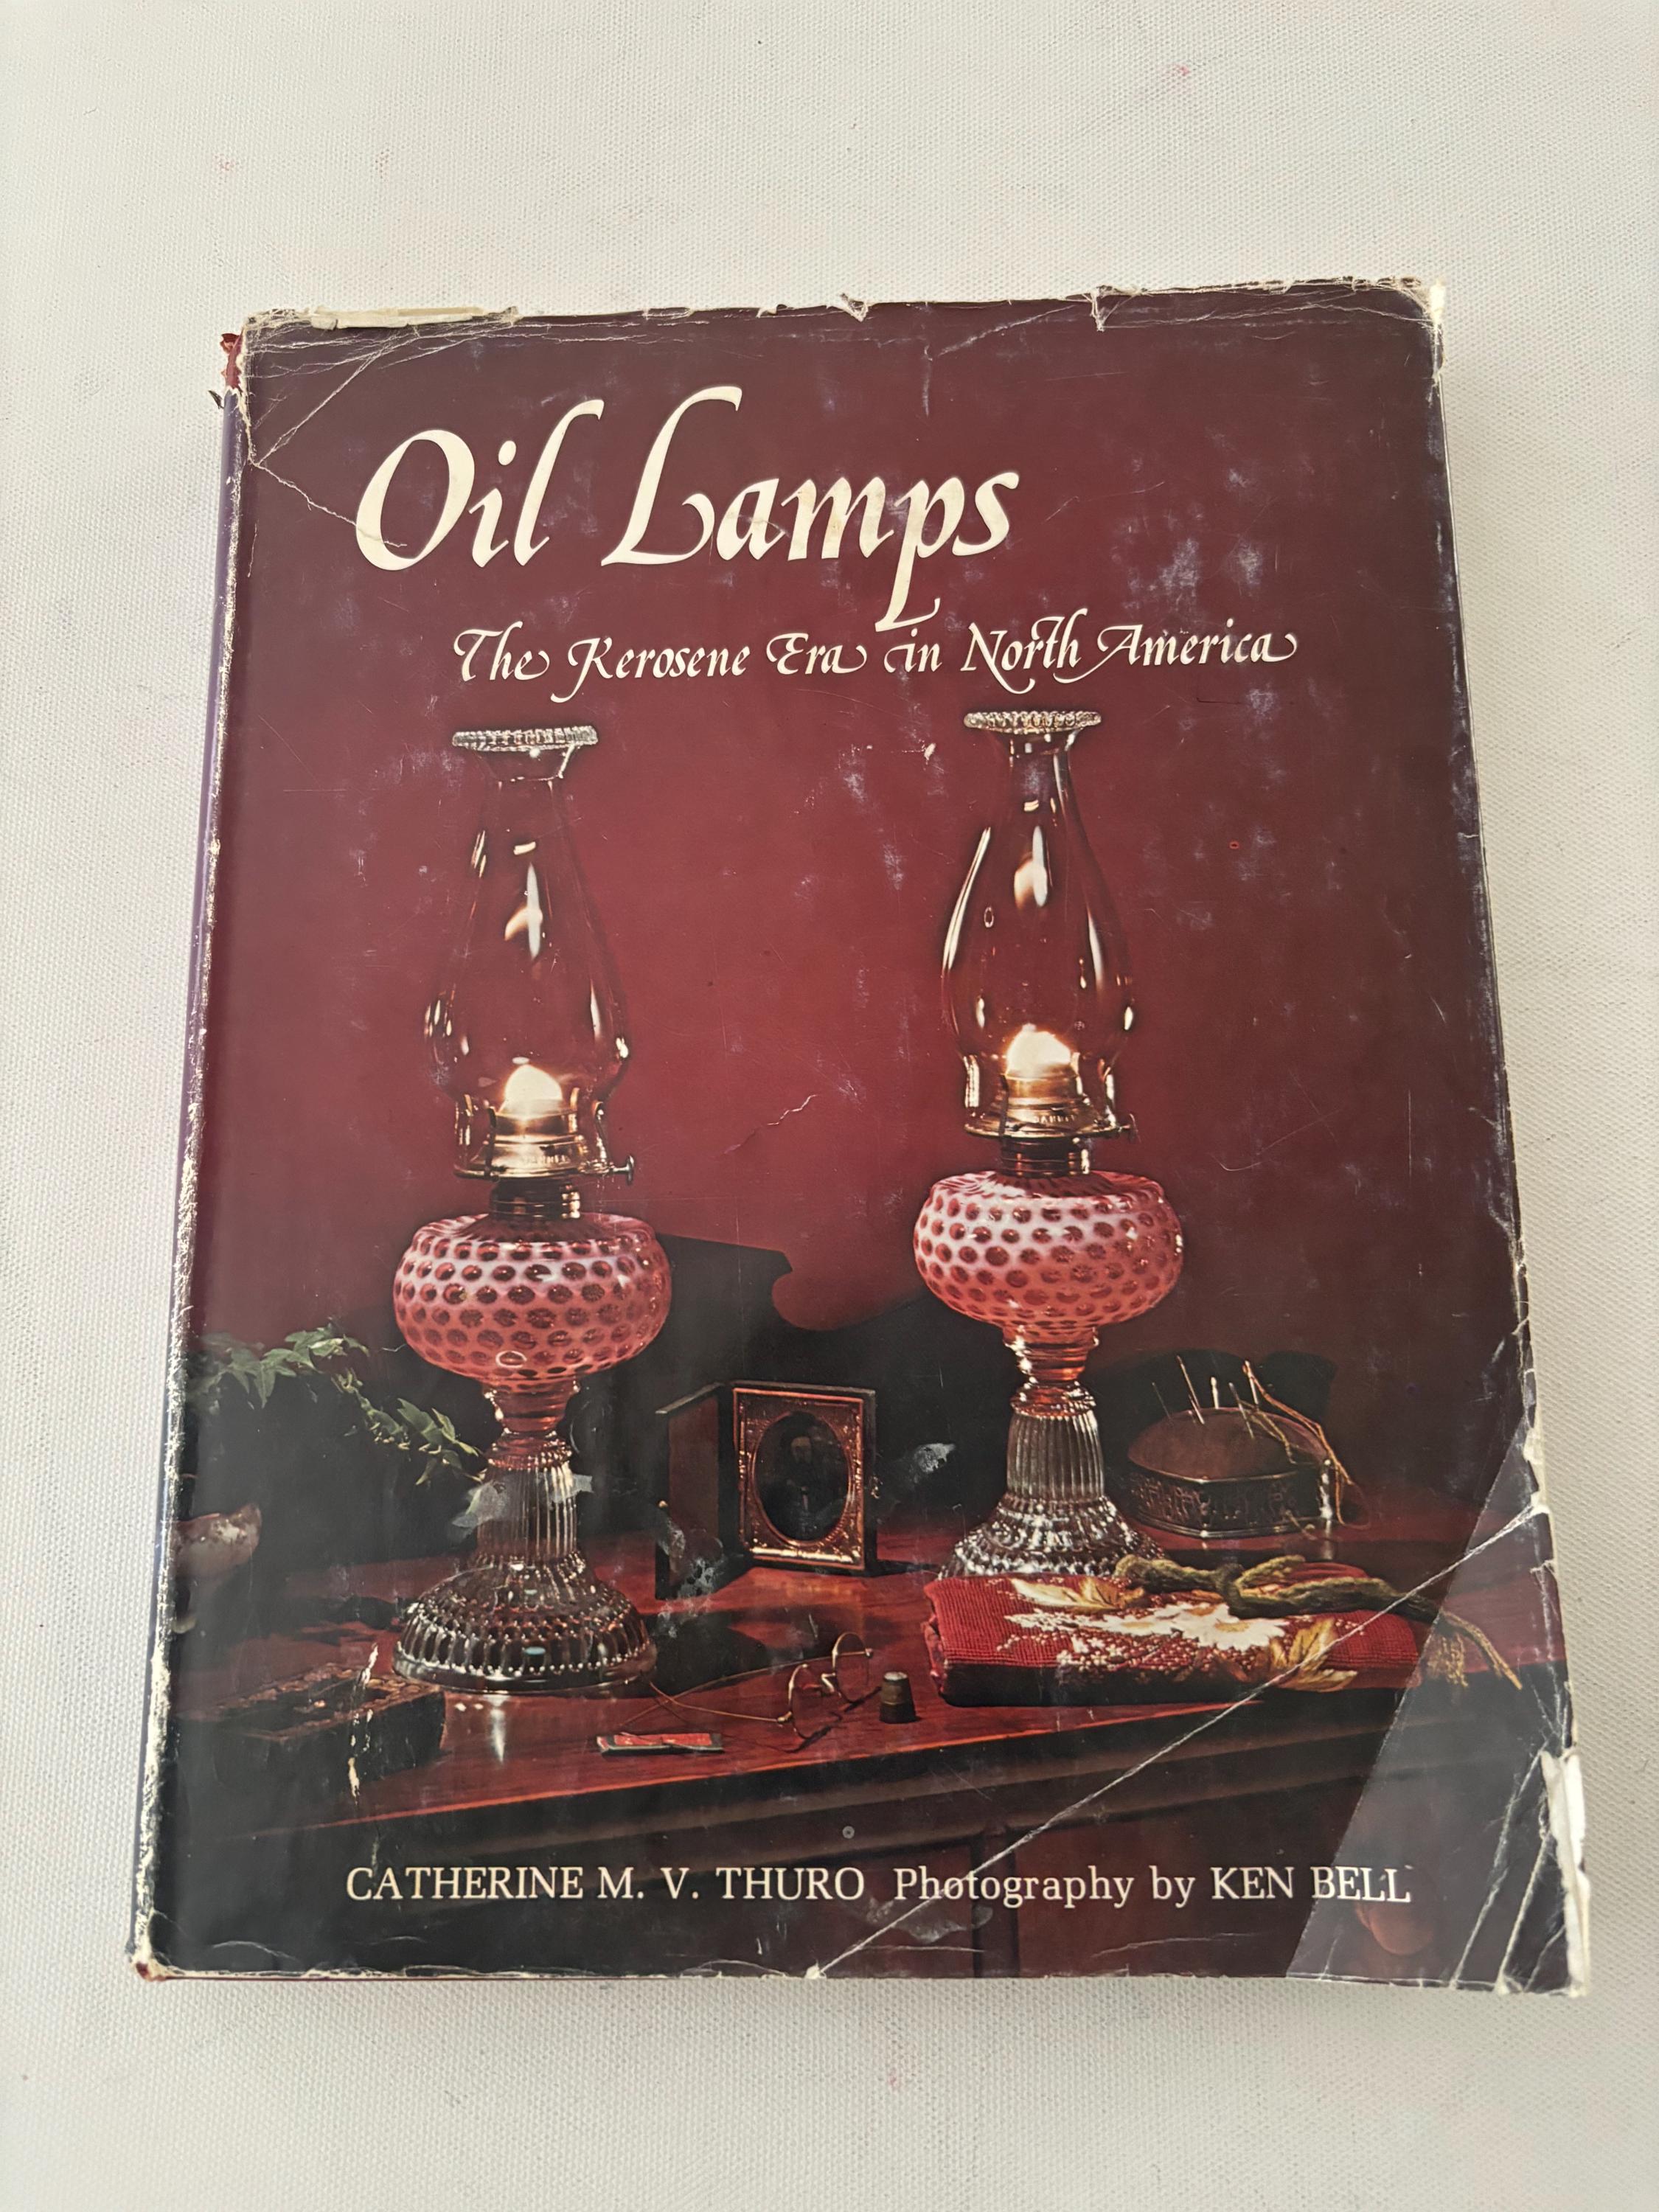 Oil Lamps
The Kerosene Era in North America
CATHERINE M. V. THURO Photography by KEN BELL